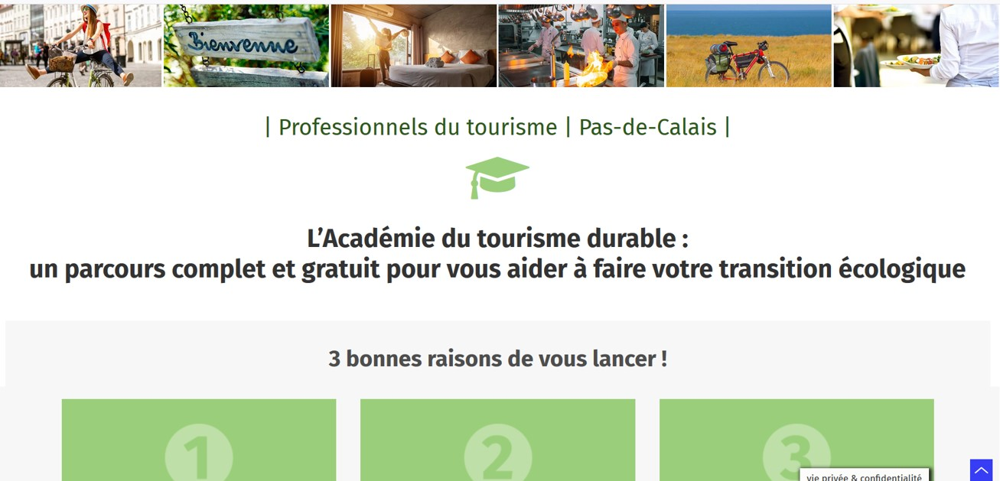 Bienvenue
| Professionnels du tourisme | Pas-de-Calais |
L’Académie du tourisme durable :
un parcours complet et gratuit pour vous aider à faire votre transition écologique
3 bonnes raisons de vous lancer !
1
2
3
vie privée & confidentialité